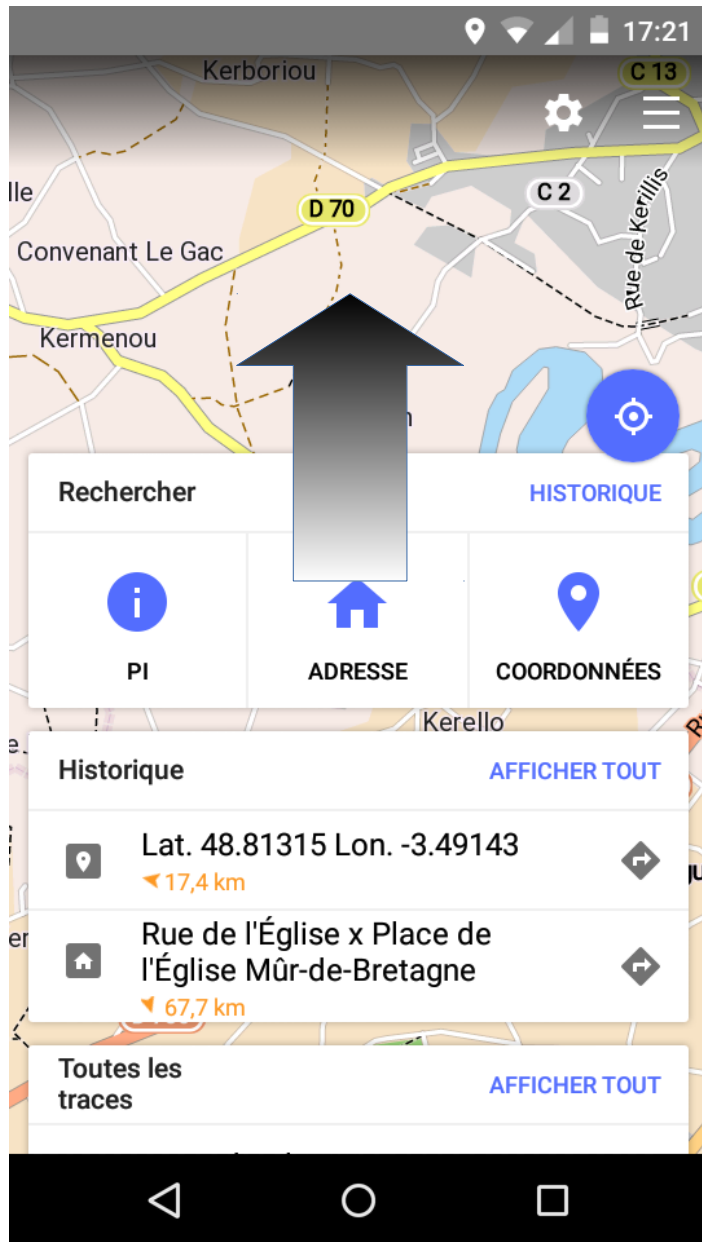 17:21
Kerboriou
C 13
lle
D 70
C 2
Rue de Kerillis
Convenant Le Gac
Kermenou
n
Rechercher
HISTORIQUE
PI
ADRESSE
COORDONNÉES
Kerello
e
Historique
AFFICHER TOUT
Lat. 48.81315 Lon. -3.49143
17,4 km
er
Rue de l'Église x Place de
l'Église Mûr-de-Bretagne
67,7 km
Toutes les
traces
AFFICHER TOUT